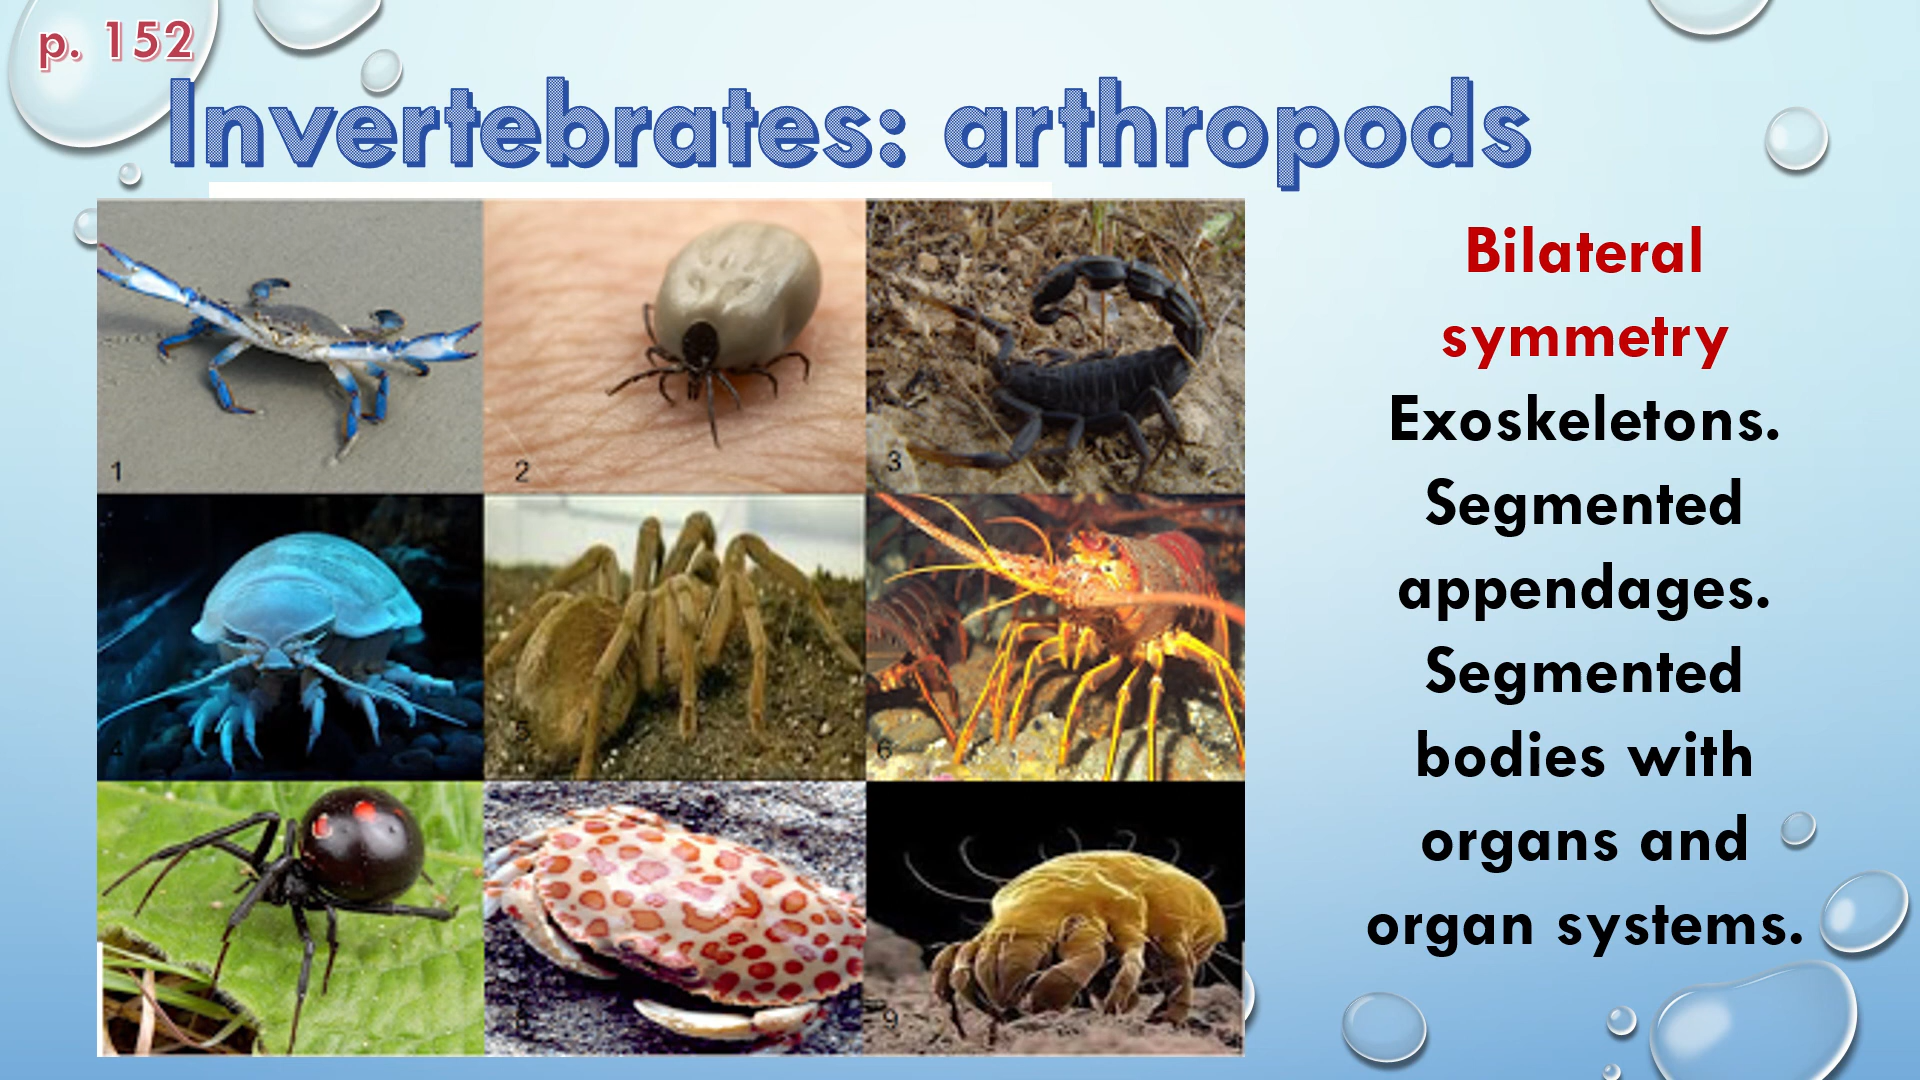 p. 152
Invertebrates: arthropods
Bilateral
symmetry
Exoskeletons.
Segmented
appendages.
Segmented
bodies with
organs and
organ systems.
1
2
3
5
6
9